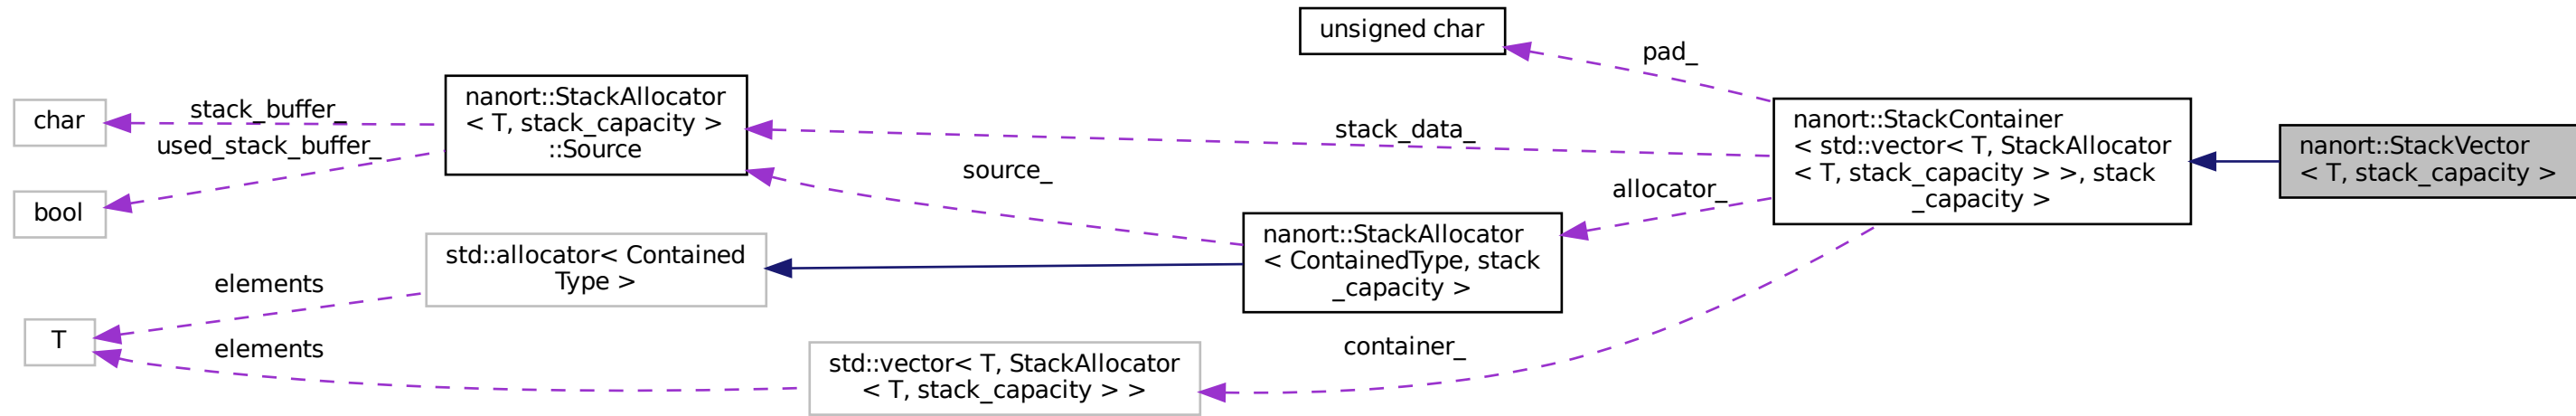 unsigned char
pad_
nanort::StackAllocator
< T, stack_capacity >
::Source
char
stack_buffer_
used_stack_buffer_
bool
stack_data_
source_
nanort::StackContainer
< std::vector< T, StackAllocator
< T, stack_capacity > >, stack
_capacity >
nanort::StackVector
< T, stack_capacity >
allocator_
nanort::StackAllocator
< ContainedType, stack
_capacity >
std::allocator< Contained
Type >
elements
T
elements
container_
std::vector< T, StackAllocator
< T, stack_capacity > >